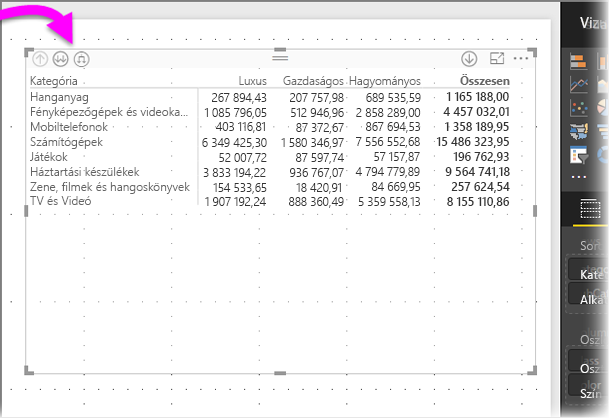 Vizu
Kategória Luxus Gazdaságos Hagyományos Összesen
Hanganyag 267 894,43 207 757,98 689 535,59 1 165 188,00
Fényképezőgépek és videoka... 1 085 796,05 512 946,96 2 858 289,00 4 457 032,01
Mobiltelefonok 403 116,81 87 372,67 867 694,53 1 358 189,95
Számítógépek 6 349 425,30 1 580 346,97 7 556 552,68 15 486 323,95
Játékok 52 007,72 87 597,74 57 157,87 196 762,93
Háztartási készülékek 3 833 194,22 936 767,07 4 794 779,89 9 564 741,18
Zene, filmek és hangoskönyvek 154 533,65 18 420,91 84 669,95 257 624,54
TV és Videó 1 907 192,24 888 360,49 5 359 558,13 8 155 110,86
Sort
Kate
Alka
Osz
Osz
Szín